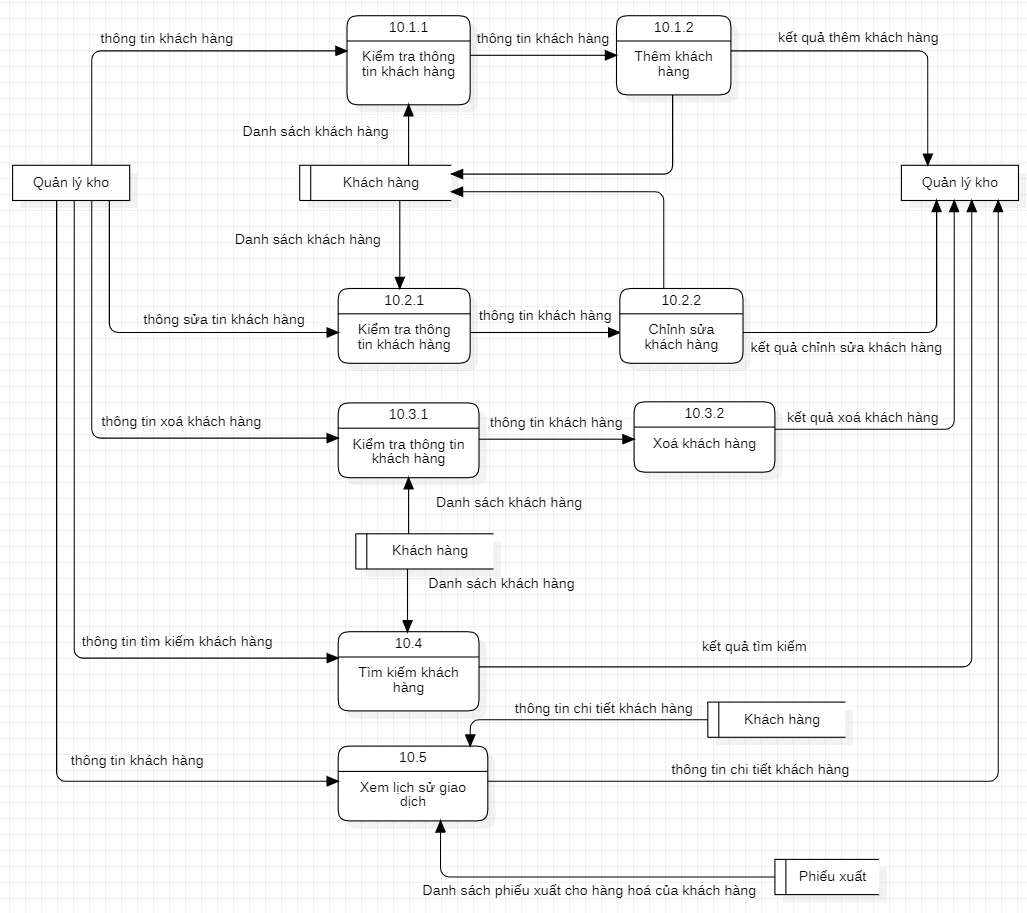 10.1.1
10.1.2
thông tin khách hàng
thông tin khách hàng
kết quả thêm khách hàng
Kiểm tra thông
tin khách hàng
Thêm khách
hàng
Danh sách khách hàng
Quản lý kho
Khách hàng
Quản lý kho
Danh sách khách hàng
10.2.1
10.2.2
thông sửa tin khách hàng
thông tin khách hàng
Kiểm tra thông
tin khách hàng
Chỉnh sửa
khách hàng
kết quả chỉnh sửa khách hàng
10.3.1
10.3.2
thông tin xoá khách hàng
thông tin khách hàng
kết quả xoá khách hàng
Kiểm tra thông tin
khách hàng
Xoá khách hàng
Danh sách khách hàng
Khách hàng
Danh sách khách hàng
thông tin tìm kiếm khách hàng
10.4
kết quả tìm kiếm
Tìm kiếm khách
hàng
thông tin chi tiết khách hàng
Khách hàng
thông tin khách hàng
10.5
thông tin chi tiết khách hàng
Xem lịch sử giao
dịch
Phiếu xuất
Danh sách phiếu xuất cho hàng hoá của khách hàng